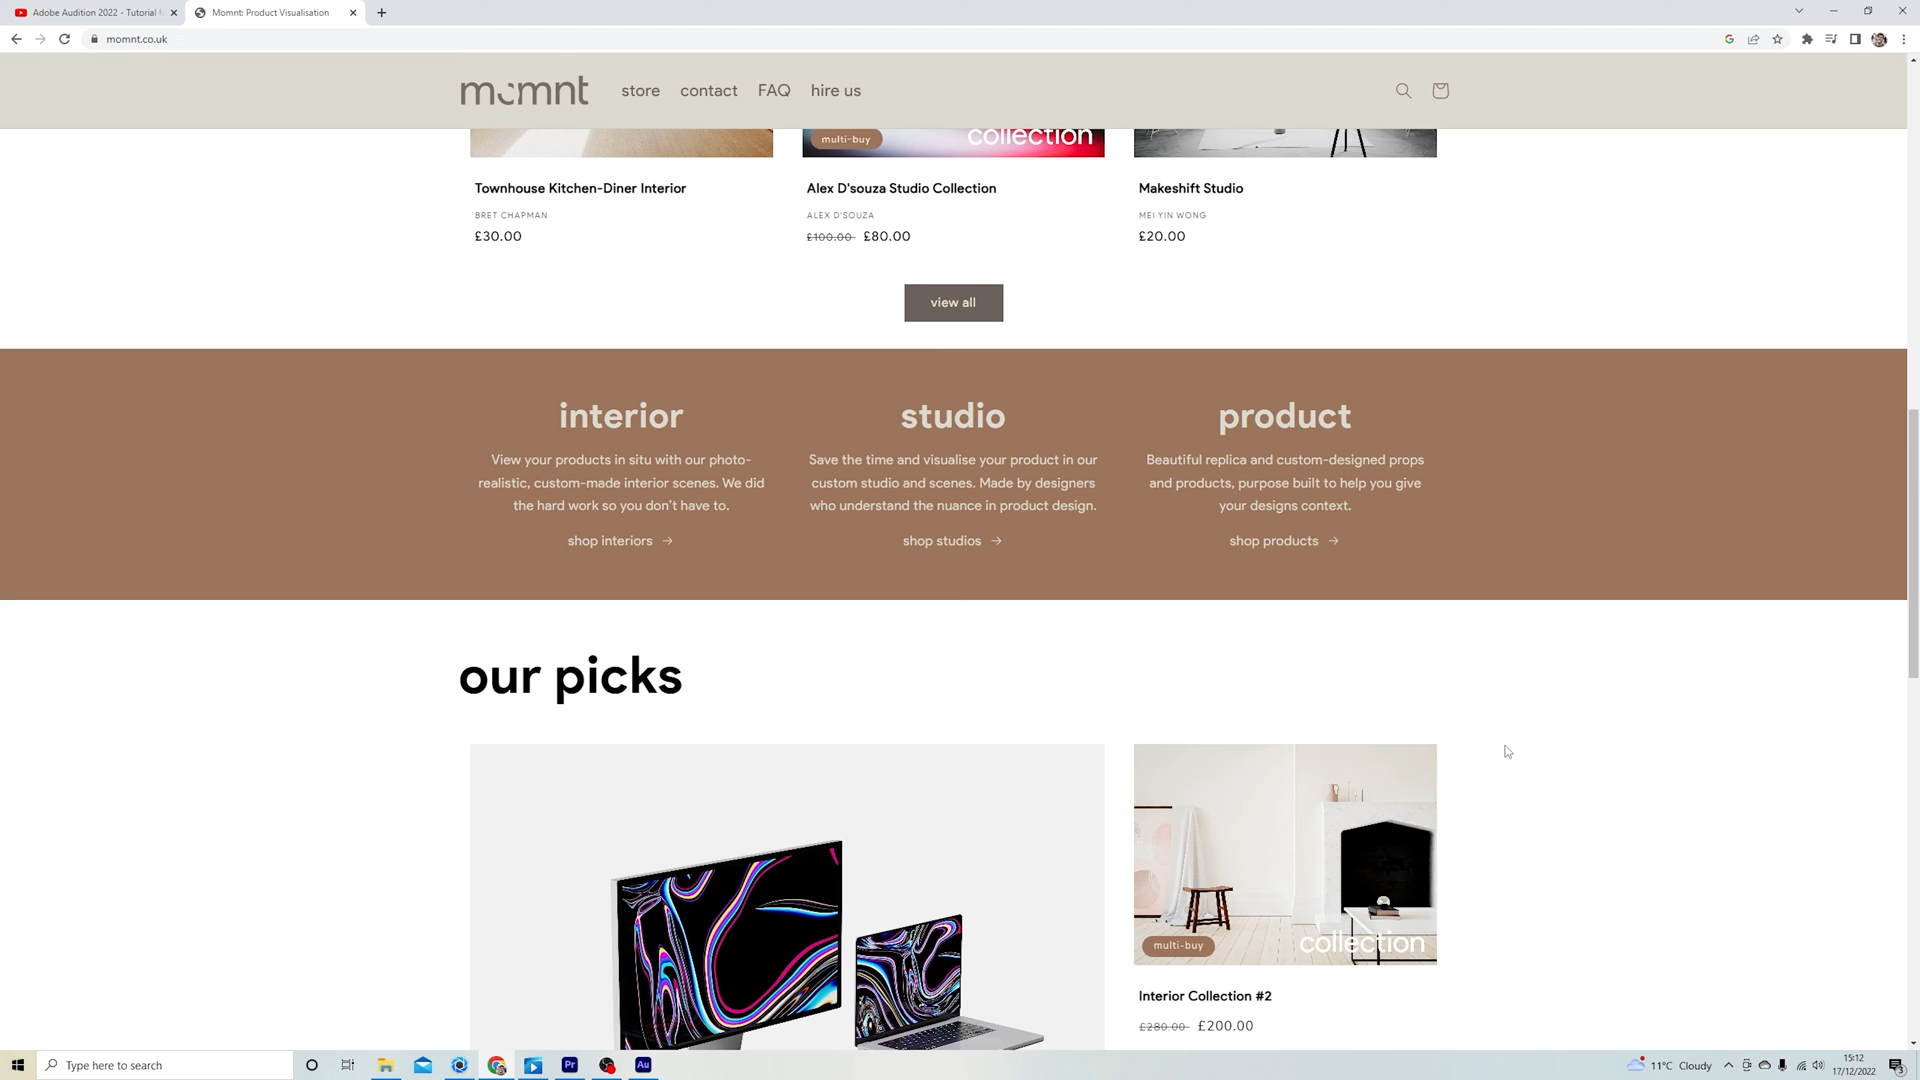 Adobe Audition 2022 - Tutorial f
Momnt: Product Visualisation
momnt.co.uk
momnt
store
contact
FAQ
hire us
multi-buy
collection
Townhouse Kitchen-Diner Interior
BRET CHAPMAN
£30.00
Alex D'souza Studio Collection
ALEX D'SOUZA
£100.00 £80.00
Makeshift Studio
MEI YIN WONG
£20.00
view all
interior
View your products in situ with our photo-
realistic, custom-made interior scenes. We did
the hard work so you don't have to.
shop interiors →
studio
Save the time and visualise your product in our
custom studio and scenes. Made by designers
who understand the nuance in product design.
shop studios →
product
Beautiful replica and custom-designed props
and products, purpose built to help you give
your designs context.
shop products →
our picks
multi-buy
collection
Interior Collection #2
£280.00 £200.00
Type here to search
Pr
Au
11°C Cloudy
15:12
17/12/2022
3